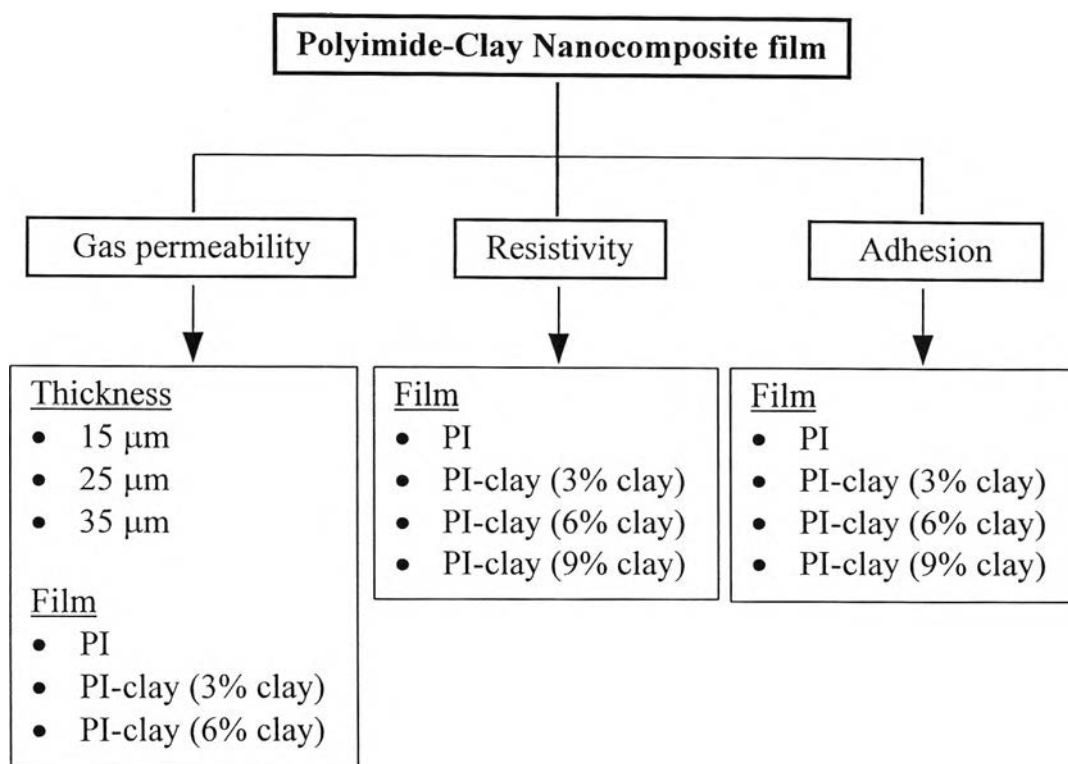 Polyimide-Clay Nanocomposite film
Gas permeability
Resistivity
Adhesion
Thickness
• 15 μm
• 25 μm
• 35 μm
Film
• PI
• PI-clay (3% clay)
• PI-clay (6% clay)
Film
• PI
• PI-clay (3% clay)
• PI-clay (6% clay)
• PI-clay (9% clay)
Film
• PI
• PI-clay (3% clay)
• PI-clay (6% clay)
• PI-clay (9% clay)